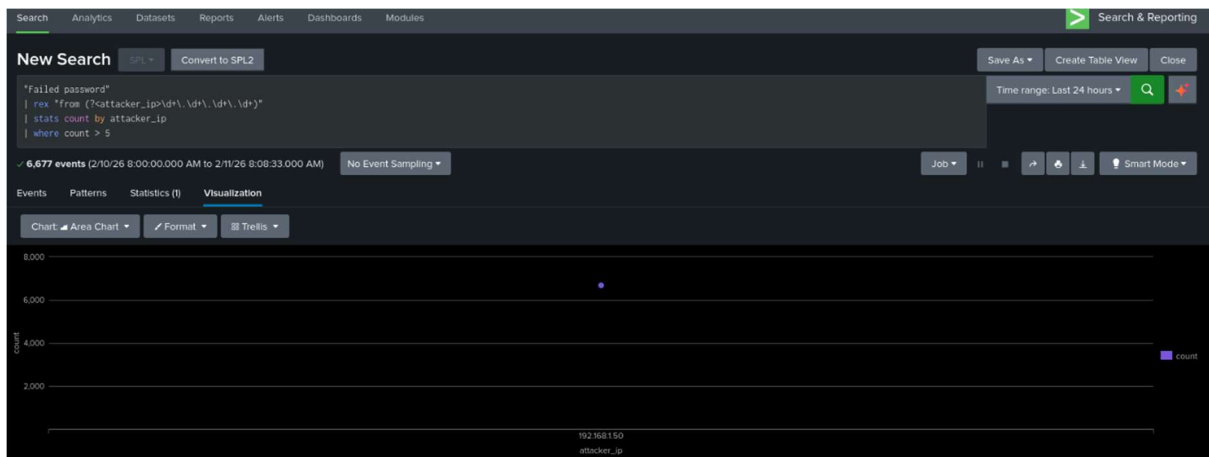 Search Analytics Datasets Reports Alerts Dashboards Modules Search & Reporting
New Search SPL Convert to SPL2 Save As Create Table View Close
"Failed password"
| rex "from (?<attacker_ip>\d+\.\d+\.\d+\.\d+)"
| stats count by attacker_ip
| where count > 5
Time range: Last 24 hours
6,677 events (2/10/26 8:00:00.000 AM to 2/11/26 8:08:33.000 AM) No Event Sampling Job Smart Mode
Events Patterns Statistics (1) Visualization
Chart: Area Chart Format Trellis
8,000
6,000
4,000
2,000
count
192.168.1.50
attacker_ip
count